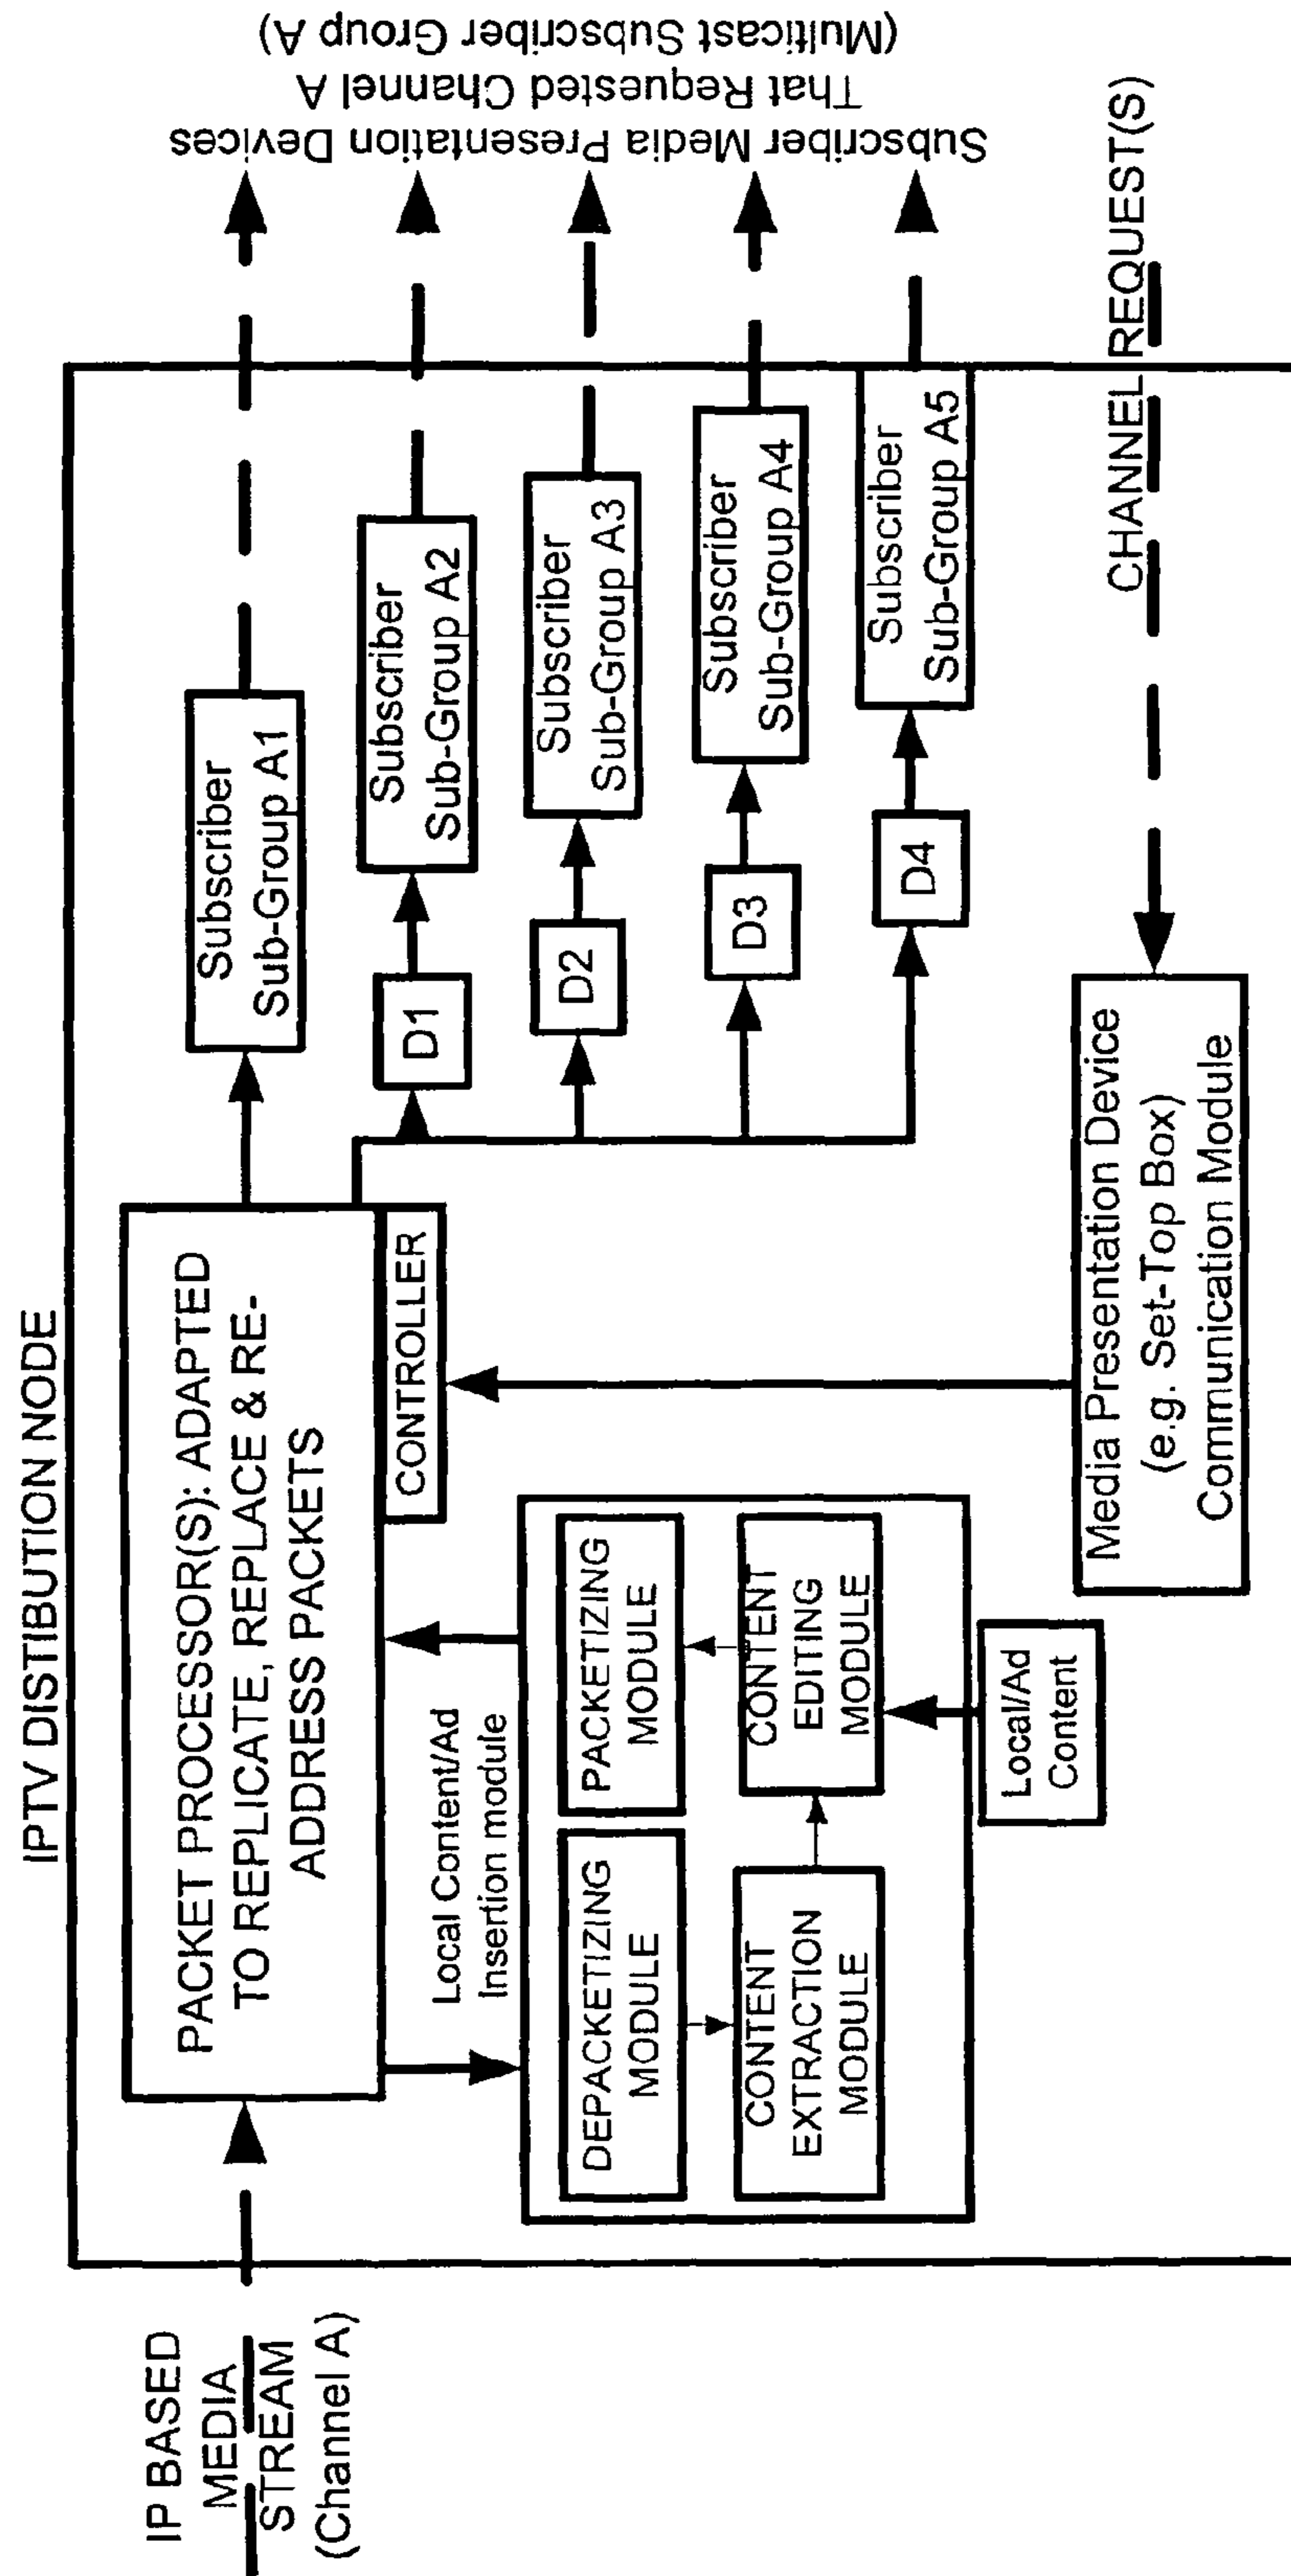 IPTV DISTIBUTION NODE
IP BASED
MEDIA
STREAM
(Channel A)
PACKET PROCESSOR(S): ADAPTED
TO REPLICATE, REPLACE & RE-
ADDRESS PACKETS
CONTROLLER
Local Content/Ad
Insertion module
DEPACKETIZING
MODULE
PACKETIZING
MODULE
CONTENT
EXTRACTION
MODULE
CONTENT
EDITING
MODULE
Local/Ad
Content
Media Presentation Device
(e.g. Set-Top Box)
Communication Module
CHANNEL REQUEST(S)
Subscriber
Sub-Group A1
D1
Subscriber
Sub-Group A2
D2
Subscriber
Sub-Group A3
D3
Subscriber
Sub-Group A4
D4
Subscriber
Sub-Group A5
Subscriber Media Presentation Devices
That Requested Channel A
(Multicast Subscriber Group A)